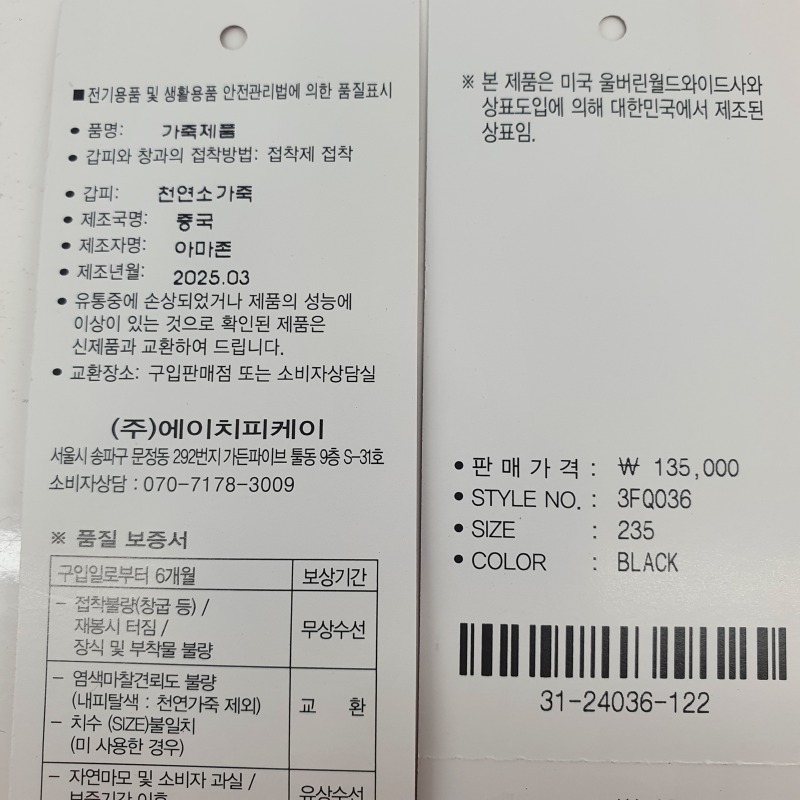 ■ 전기용품 및 생활용품 안전관리법에 의한 품질표시
• 품명: 가죽제품
• 갑피와 창과의 접착방법: 접착제 접착
• 갑피: 천연소가죽
• 제조국명: 중국
• 제조자명: 아마존
• 제조년월: 2025.03
• 유통중에 손상되었거나 제품의 성능에
이상이 있는 것으로 확인된 제품은
신제품과 교환하여 드립니다.
• 교환장소: 구입판매점 또는 소비자상담실
(주)에이치피케이
서울시 송파구 문정동 292번지 가든파이브 툴동 9층 S-31호
소비자상담 : 070-7178-3009
※ 품질 보증서
구입일로부터 6개월 보상기간
- 접착불량(창굽 등) /
재봉시 터짐 /
장식 및 부착물 불량
무상수선
- 염색마찰견뢰도 불량
(내피탈색 : 천연가죽 제외)
- 치수 (SIZE)불일치
(미 사용한 경우)
교 환
- 자연마모 및 소비자 과실 /
보증기간 이후
유상수선
※ 본 제품은 미국 울버린월드와이드사와
상표도입에 의해 대한민국에서 제조된
상표임.
• 판매가격 : ₩ 135,000
• STYLE NO. : 3FQ036
• SIZE : 235
• COLOR : BLACK
31-24036-122